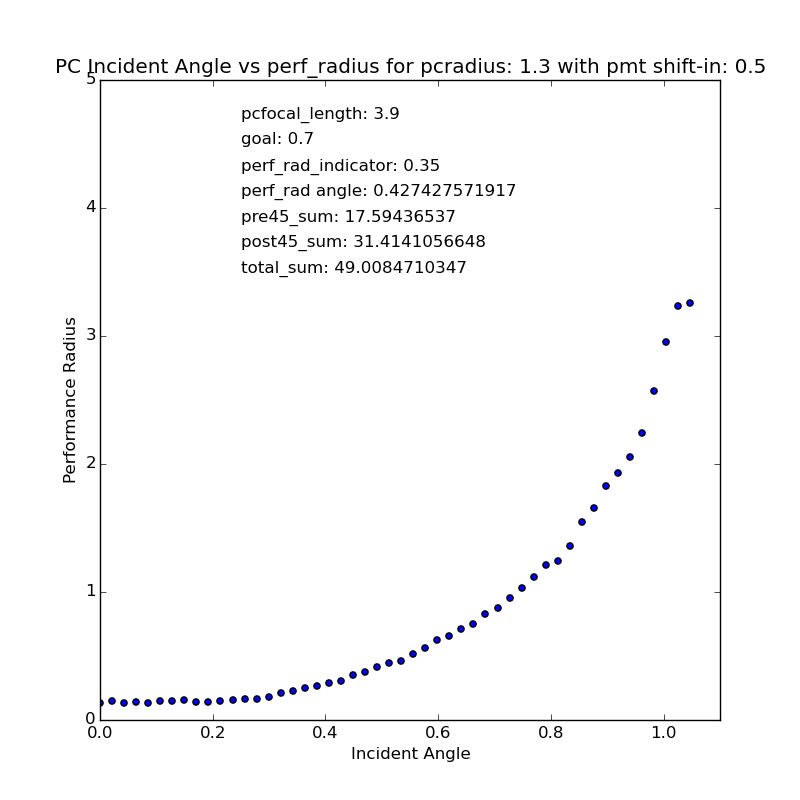 PC Incident Angle vs perf_radius for pcradius: 1.3 with pmt shift-in: 0.5
5
pcfocal_length: 3.9
goal: 0.7
perf_rad_indicator: 0.35
perf_rad angle: 0.427427571917
pre45_sum: 17.59436537
post45_sum: 31.4141056648
total_sum: 49.0084710347
4
3
2
1
0
Performance Radius
0.0 0.2 0.4 0.6 0.8 1.0
Incident Angle